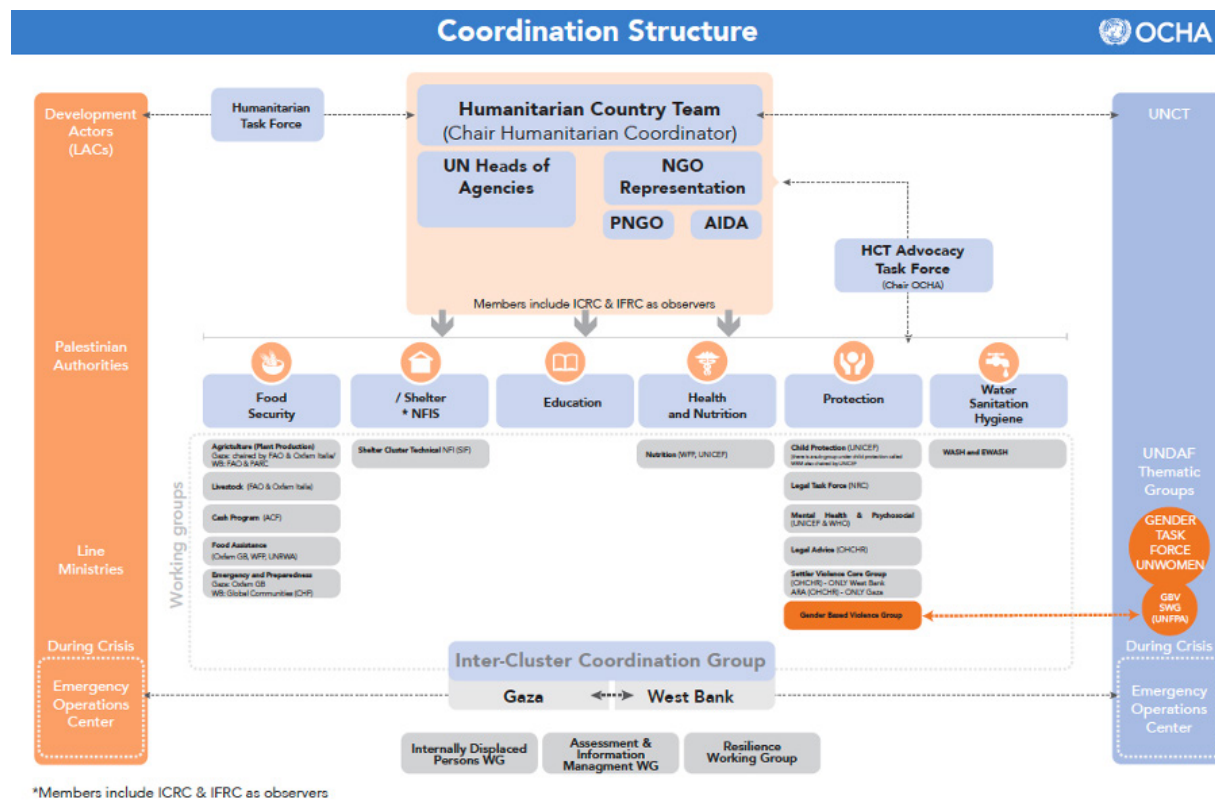 Coordination Structure
OCHA
Development
Actors
(LACs)
Humanitarian
Task Force
Humanitarian Country Team
(Chair Humanitarian Coordinator)
UNCT
UN Heads of
Agencies
NGO
Representation
PNGO
AIDA
HCT Advocacy
Task Force
(Chair OCHA)
Members include ICRC & IFRC as observers
Palestinian
Authorities
Food
Security
/ Shelter
* NFIS
Education
Health
and Nutrition
Protection
Water
Sanitation
Hygiene
Working groups
Agriculture (Plant Production)
Gaza: chaired by FAO & Oxfam Italia/
WB: FAO & PARC
Livestock (FAO & Oxfam Italia)
Cash Program (ACF)
Food Assistance
(Oxfam GB, WFP, UNRWA)
Emergency and Preparedness
Gaza: Oxfam GB
WB: Global Communities (CHF)
Shelter Cluster Technical NFI (SIF)
Nutrition (WFP, UNICEF)
Child Protection (UNICEF)
Legal Task Force (NRC)
Mental Health & Psychosocial
(UNICEF & WHO)
Legal Advice (OHCHR)
Settler Violence Core Group
(OHCHR) - ONLY West Bank
ARA (OHCHR) - ONLY Gaza
Gender Based Violence Group
WASH and EWASH
UNDAF
Thematic
Groups
GENDER
TASK
FORCE
UNWOMEN
GBV
SWG
(UNFPA)
Line
Ministries
During Crisis
Emergency
Operations
Center
Inter-Cluster Coordination Group
Gaza
West Bank
During Crisis
Emergency
Operations
Center
Internally Displaced
Persons WG
Assessment &
Information
Managment WG
Resilience
Working Group
*Members include ICRC & IFRC as observers